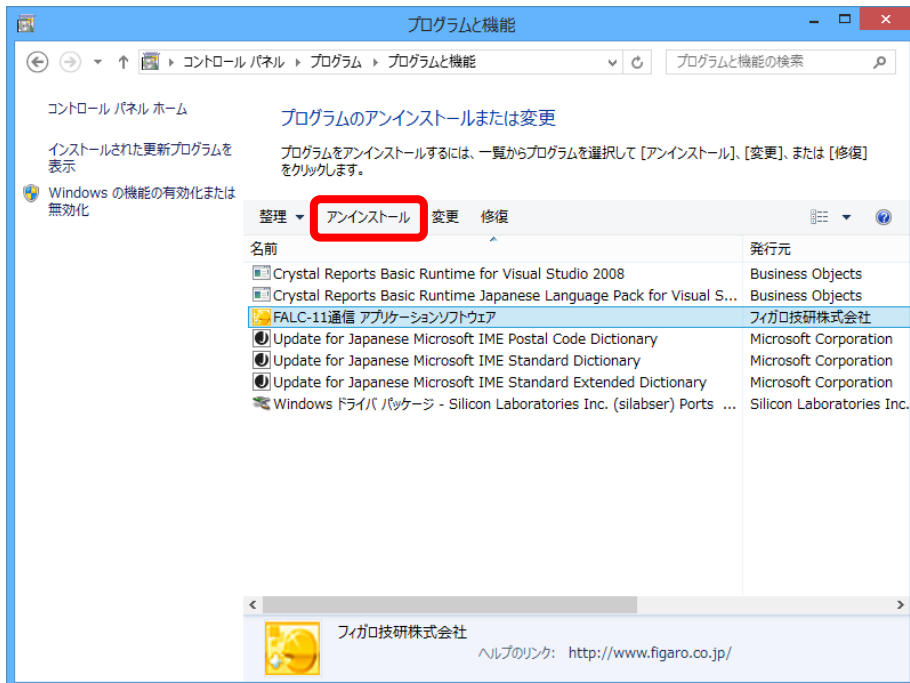 プログラムと機能
コントロール パネル ▸ プログラム ▸ プログラムと機能
プログラムと機能の検索
コントロール パネル ホーム
インストールされた更新プログラムを
表示
Windows の機能の有効化または
無効化
プログラムのアンインストールまたは変更
プログラムをアンインストールするには、一覧からプログラムを選択して [アンインストール]、[変更]、または [修復]
をクリックします。
整理 アンインストール 変更 修復
名前 発行元
Crystal Reports Basic Runtime for Visual Studio 2008 Business Objects
Crystal Reports Basic Runtime Japanese Language Pack for Visual S... Business Objects
FALC-11通信 アプリケーションソフトウェア フィガロ技研株式会社
Update for Japanese Microsoft IME Postal Code Dictionary Microsoft Corporation
Update for Japanese Microsoft IME Standard Dictionary Microsoft Corporation
Update for Japanese Microsoft IME Standard Extended Dictionary Microsoft Corporation
Windows ドライバ パッケージ - Silicon Laboratories Inc. (silabser) Ports ... Silicon Laboratories Inc.
フィガロ技研株式会社
ヘルプのリンク: http://www.figaro.co.jp/